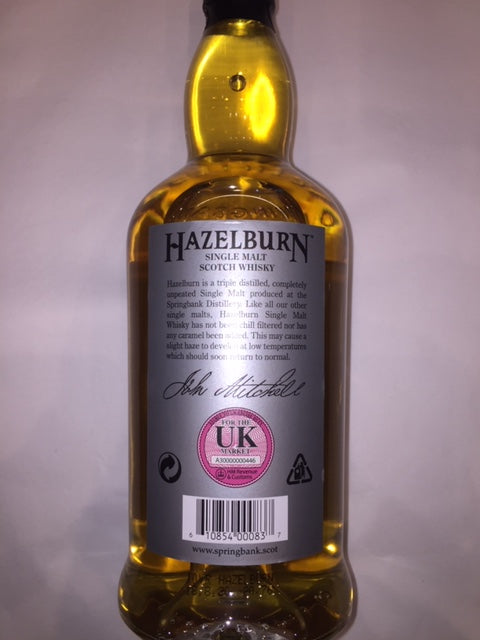 HAZELBURN
SINGLE MALT
SCOTCH WHISKY
Hazelburn is a triple distilled, completely
unpeated Single Malt produced at the
Springbank Distillery. Like all our other
single malts, Hazelburn Single Malt
Whisky has not been chill filtered nor has
any caramel been added. This may cause a
slight haze to develop at low temperatures
which should soon return to normal.
John Mitchell
FOR THE
UK
MARKET
A30000000446
HM Revenue
& Customs
6 10854 00083 7
www.springbank.scot
HAZELBURN